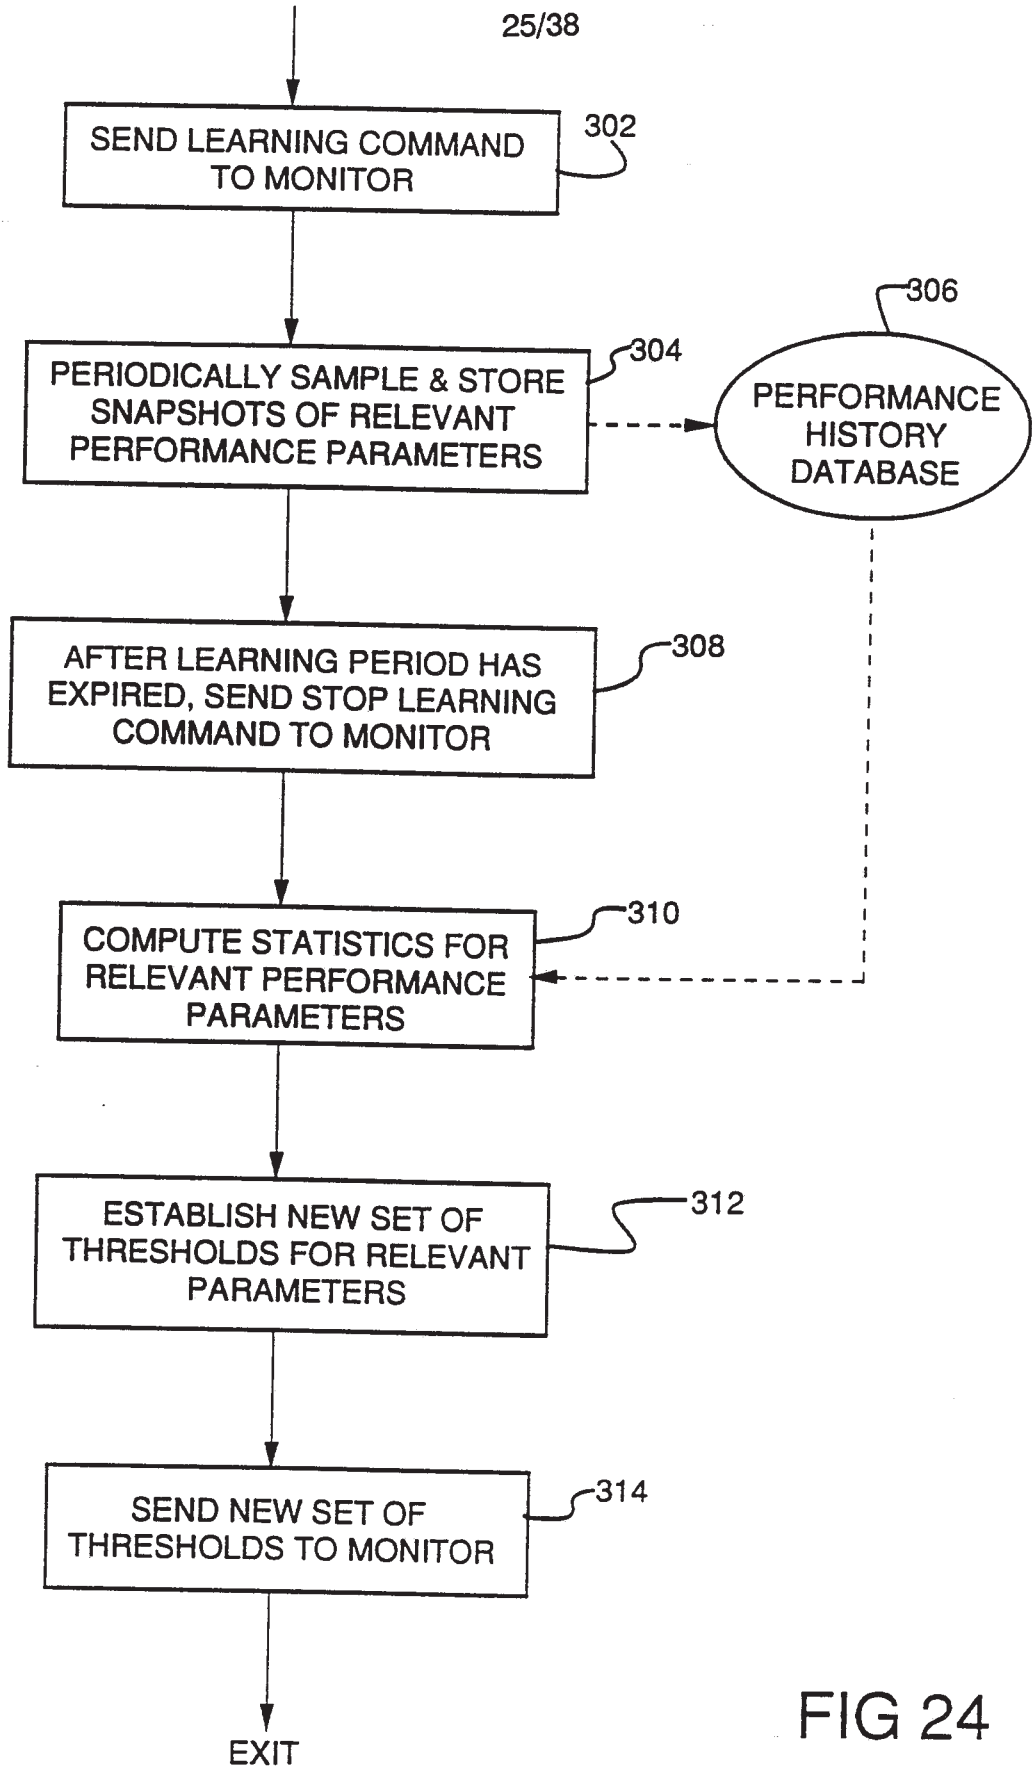 25/38
SEND LEARNING COMMAND
TO MONITOR
302
PERIODICALLY SAMPLE & STORE
SNAPSHOTS OF RELEVANT
PERFORMANCE PARAMETERS
304
306
PERFORMANCE
HISTORY
DATABASE
AFTER LEARNING PERIOD HAS
EXPIRED, SEND STOP LEARNING
COMMAND TO MONITOR
308
COMPUTE STATISTICS FOR
RELEVANT PERFORMANCE
PARAMETERS
310
ESTABLISH NEW SET OF
THRESHOLDS FOR RELEVANT
PARAMETERS
312
SEND NEW SET OF
THRESHOLDS TO MONITOR
314
EXIT
FIG 24